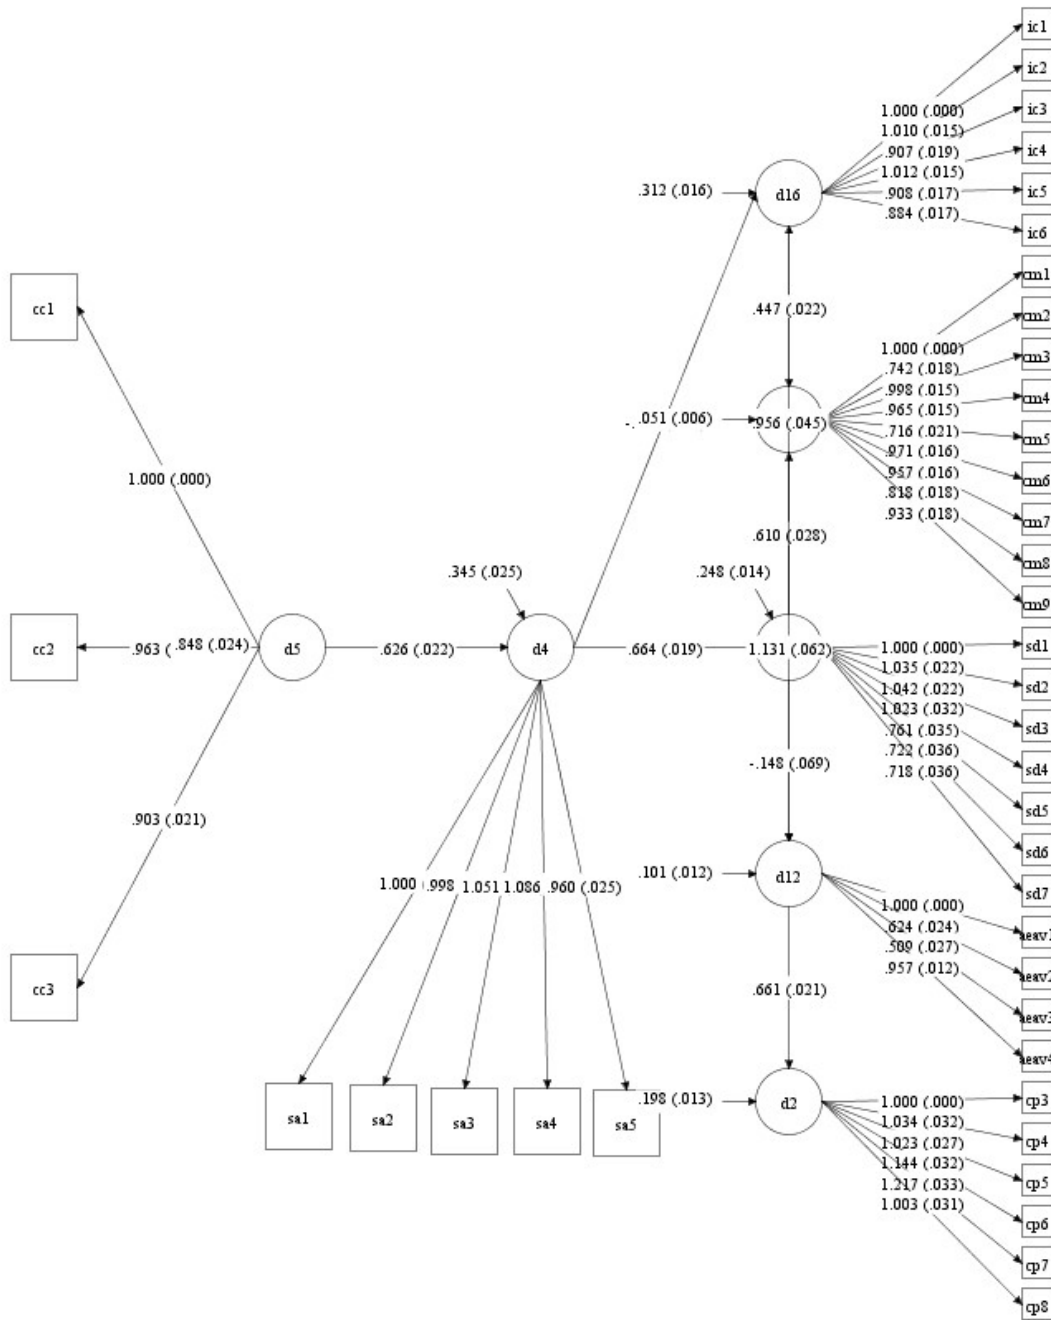 ic1
ic2
1.000 (.000)
ic3
1.010 (.015)
.907 (.019)
ic4
1.012 (.015)
.312 (.016)
d16
.908 (.017)
ic5
.884 (.017)
ic6
cm1
cc1
.447 (.022)
cm2
1.000 (.000)
cm3
.742 (.018)
.998 (.015)
cm4
.965 (.015)
-.
.051 (.006)
.956 (.045)
.716 (.021)
cm5
.971 (.016)
.957 (.016)
cm6
1.000 (.000)
.818 (.018)
.933 (.018)
cm7
.610 (.028)
cm8
.345 (.025)
.248 (.014)
cm9
cc2
.963 (
.848 (.024)
d5
.626 (.022)
d4
.664 (.019)
1.131 (.062)
1.000 (.000)
sd1
1.035 (.022)
sd2
1.042 (.022)
1.023 (.032)
sd3
.761 (.035)
.722 (.036)
sd4
-.148 (.069)
.718 (.036)
sd5
.903 (.021)
sd6
1.000 (
.998
1.051
1.086
.960 (.025)
.101 (.012)
d12
sd7
1.000 (.000)
.624 (.024)
aeav1
.509 (.027)
.957 (.012)
aeav2
cc3
.661 (.021)
aeav3
aeav4
sa1
sa2
sa3
sa4
sa5
.198 (.013)
d2
1.000 (.000)
cp3
1.034 (.032)
cp4
1.023 (.027)
1.144 (.032)
cp5
1.217 (.033)
1.003 (.031)
cp6
cp7
cp8